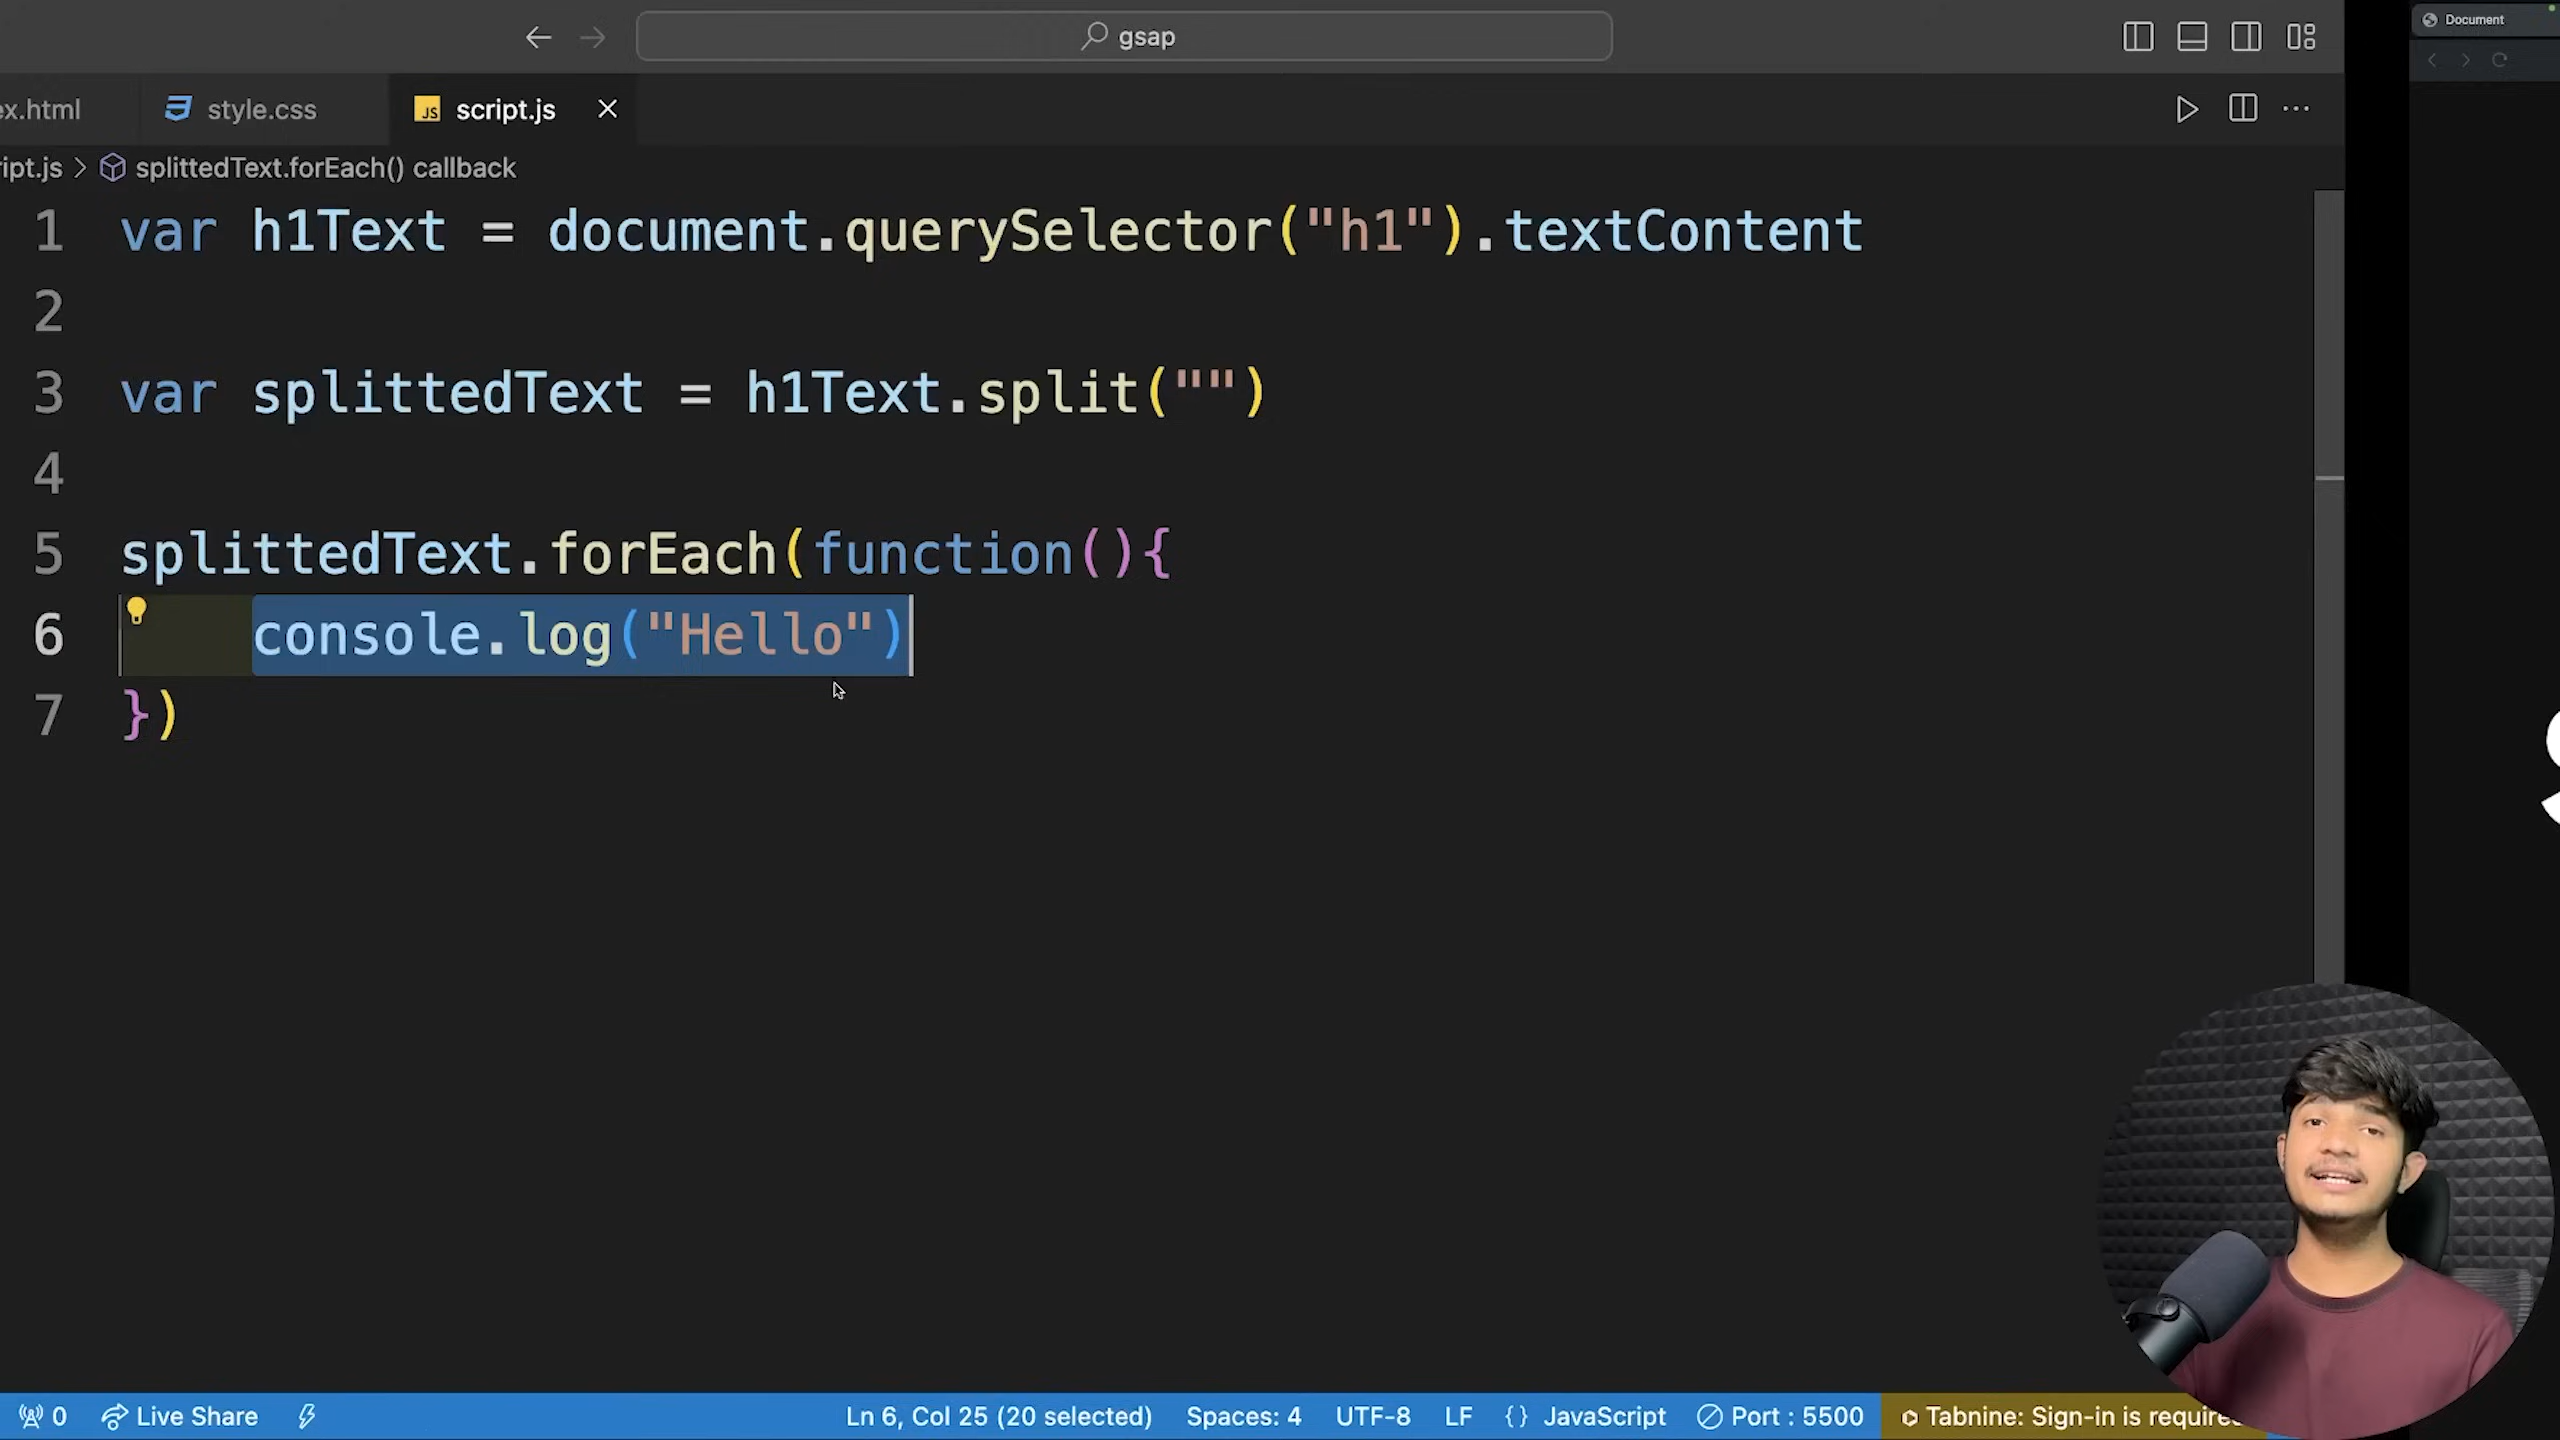 gsap
Document
ex.html
style.css
JS script.js
ipt.js > splittedText.forEach() callback
1 var h1Text = document.querySelector("h1").textContent
2
3 var splittedText = h1Text.split("")
4
5 splittedText.forEach(function(){
6 console.log("Hello")
7 })
0 Live Share Ln 6, Col 25 (20 selected) Spaces: 4 UTF-8 LF {} JavaScript Port : 5500 Tabnine: Sign-in is require